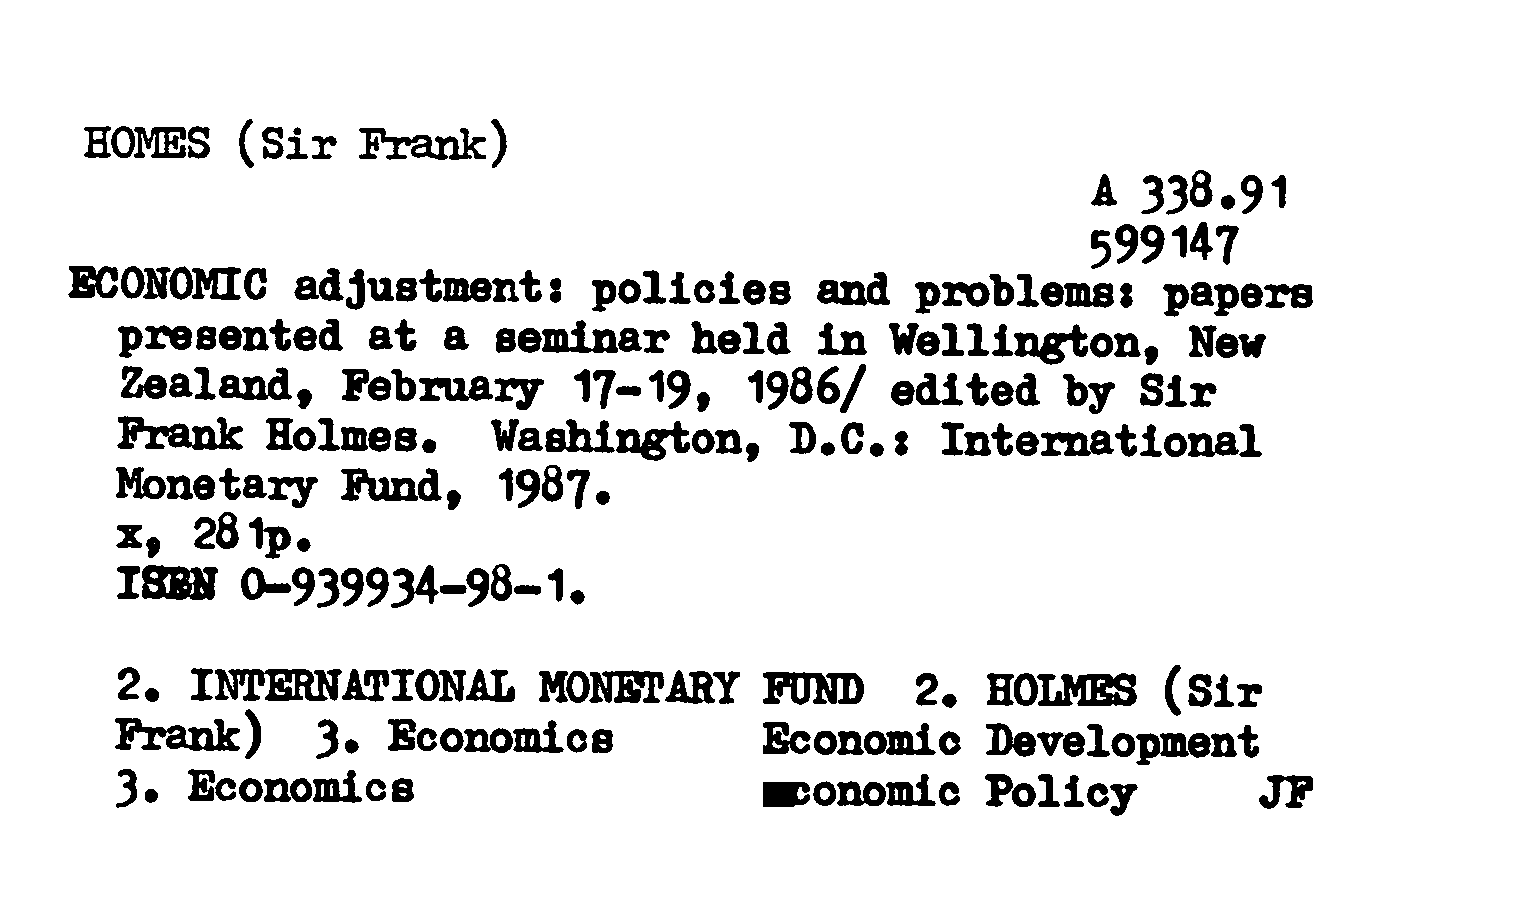 HOMES (Sir Frank)
A 338.91
599147
ECONOMIC adjustment: policies and problems: papers
presented at a seminar held in Wellington, New
Zealand, February 17-19, 1986/ edited by Sir
Frank Holmes. Washington, D.C.: International
Monetary Fund, 1987.
x, 281p.
ISBN 0-939934-98-1.
2. INTERNATIONAL MONETARY FUND 2. HOLMES (Sir
Frank) 3. Economics Economic Development
3. Economics Economic Policy JF